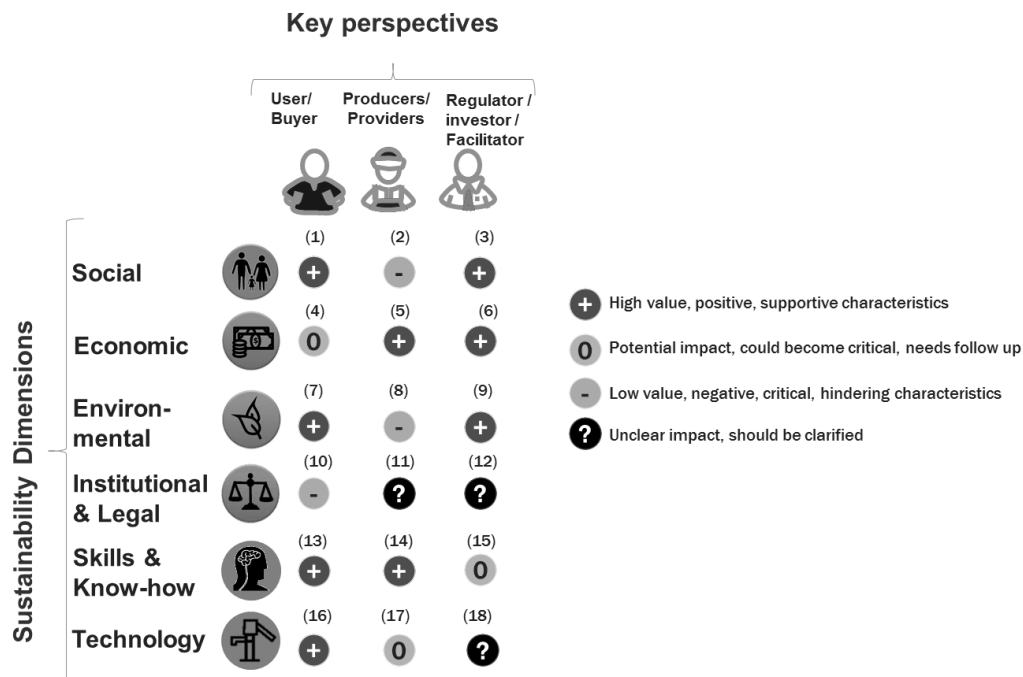 Key perspectives
User/
Buyer
Producers/
Providers
Regulator /
investor /
Facilitator
Sustainability Dimensions
Social
(1) (2) (3)
+ - +
Economic
(4) (5) (6)
0 + +
Environ-
mental
(7) (8) (9)
+ - +
Institutional
& Legal
(10) (11) (12)
- ? ?
Skills &
Know-how
(13) (14) (15)
+ + 0
Technology
(16) (17) (18)
+ 0 ?
+ High value, positive, supportive characteristics
0 Potential impact, could become critical, needs follow up
- Low value, negative, critical, hindering characteristics
? Unclear impact, should be clarified